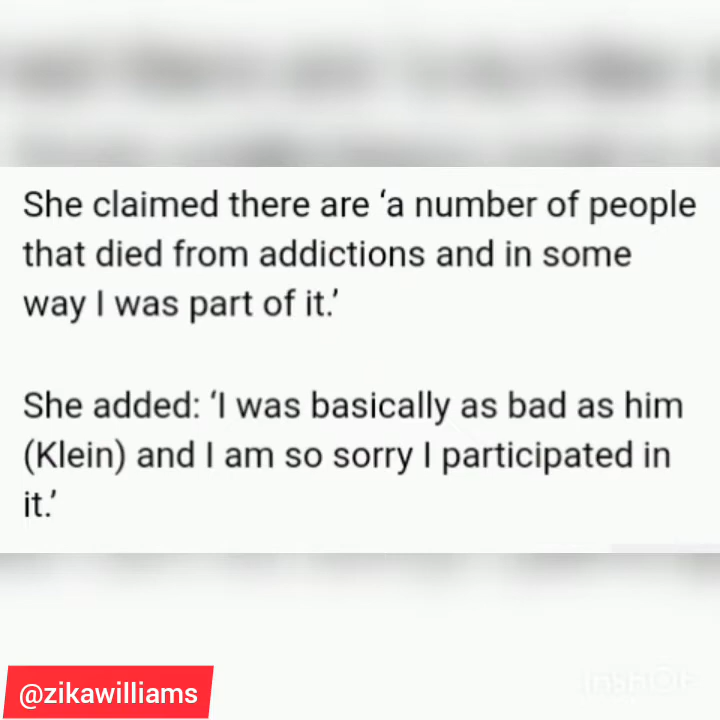 She claimed there are ‘a number of people
that died from addictions and in some
way I was part of it.’
She added: ‘I was basically as bad as him
(Klein) and I am so sorry I participated in
it.’
@zikawilliams
InShOt